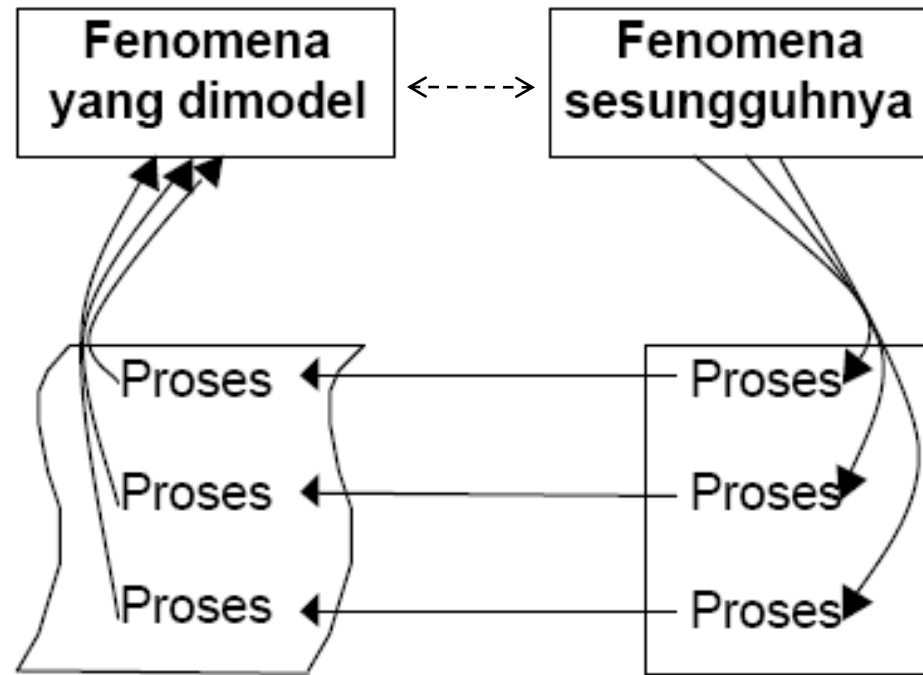 Fenomena
yang dimodel
Fenomena
sesungguhnya
Proses
Proses
Proses
Proses
Proses
Proses